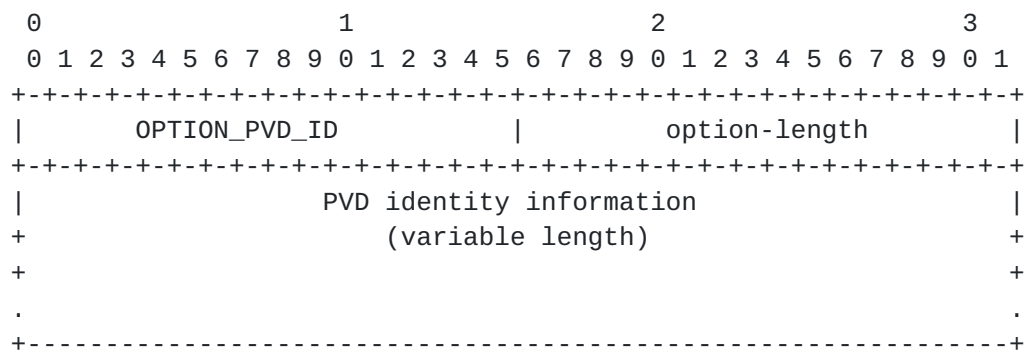 0                   1                   2                   3
 0 1 2 3 4 5 6 7 8 9 0 1 2 3 4 5 6 7 8 9 0 1 2 3 4 5 6 7 8 9 0 1
+-+-+-+-+-+-+-+-+-+-+-+-+-+-+-+-+-+-+-+-+-+-+-+-+-+-+-+-+-+-+-+-+
|       OPTION_PVD_ID           |         option-length         |
+-+-+-+-+-+-+-+-+-+-+-+-+-+-+-+-+-+-+-+-+-+-+-+-+-+-+-+-+-+-+-+-+
|                   PVD identity information                    |
+                       (variable length)                       +
+                                                               +
.                                                               .
+---------------------------------------------------------------+